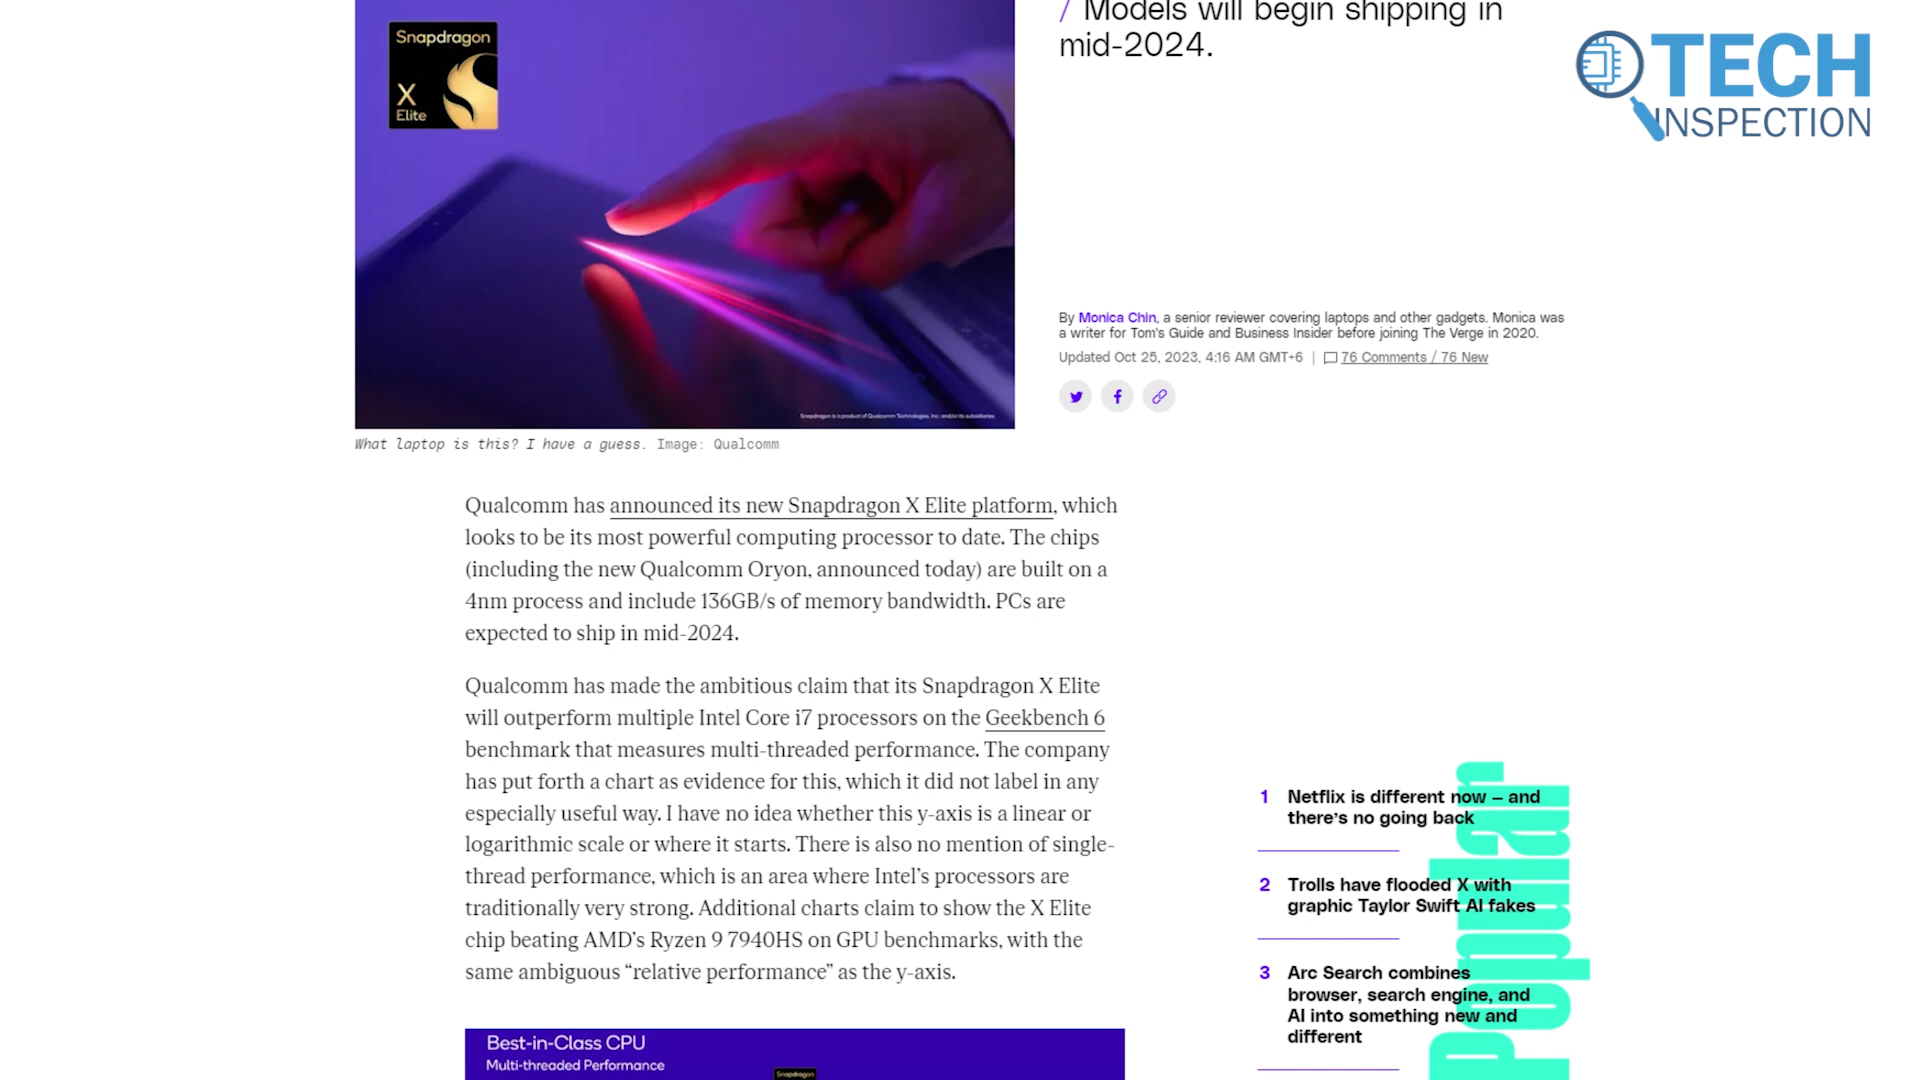 Snapdragon
X
Elite
Snapdragon is a product of Qualcomm Technologies, Inc. and/or its subsidiaries.
What laptop is this? I have a guess. Image: Qualcomm
/ Models will begin shipping in
mid-2024.
TECH
INSPECTION
By Monica Chin, a senior reviewer covering laptops and other gadgets. Monica was
a writer for Tom's Guide and Business Insider before joining The Verge in 2020.
Updated Oct 25, 2023, 4:16 AM GMT+6 | 76 Comments / 76 New
Qualcomm has announced its new Snapdragon X Elite platform, which
looks to be its most powerful computing processor to date. The chips
(including the new Qualcomm Oryon, announced today) are built on a
4nm process and include 136GB/s of memory bandwidth. PCs are
expected to ship in mid-2024.
Qualcomm has made the ambitious claim that its Snapdragon X Elite
will outperform multiple Intel Core i7 processors on the Geekbench 6
benchmark that measures multi-threaded performance. The company
has put forth a chart as evidence for this, which it did not label in any
especially useful way. I have no idea whether this y-axis is a linear or
logarithmic scale or where it starts. There is also no mention of single-
thread performance, which is an area where Intel’s processors are
traditionally very strong. Additional charts claim to show the X Elite
chip beating AMD’s Ryzen 9 7940HS on GPU benchmarks, with the
same ambiguous “relative performance” as the y-axis.
Best-in-Class CPU
Multi-threaded Performance
Snapdragon
Popular
1 Netflix is different now — and
there’s no going back
2 Trolls have flooded X with
graphic Taylor Swift AI fakes
3 Arc Search combines
browser, search engine, and
AI into something new and
different